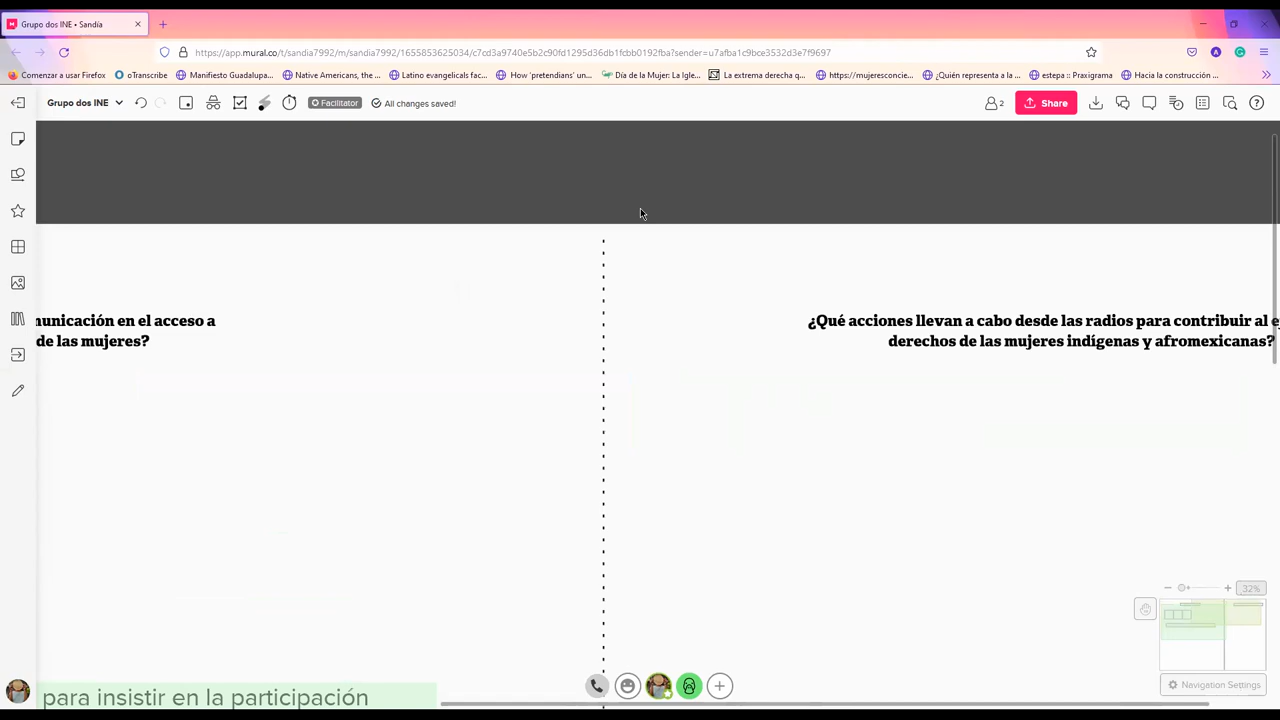 Grupo dos INE • Sandía
https://app.mural.co/t/sandia7992/m/sandia7992/1655853625034/c7cd3a9740e5b2c90fd1295d36db1fcbb0192fba?sender=u7afba1c9bce3532d3e7f9697
Comenzar a usar Firefox
oTranscribe
Manifiesto Guadalupa...
Native Americans, the ...
Latino evangelicals fac...
How 'pretendians' un...
Día de la Mujer: La Igle...
La extrema derecha q...
https://mujeresconcie...
¿Quién representa a la ...
estepa :: Praxigrama
Hacia la construcción ...
Grupo dos INE
Facilitator
All changes saved!
2
Share
nunicación en el acceso a
de las mujeres?
¿Qué acciones llevan a cabo desde las radios para contribuir al e
derechos de las mujeres indígenas y afromexicanas?
32%
Navigation Settings
para insistir en la participación